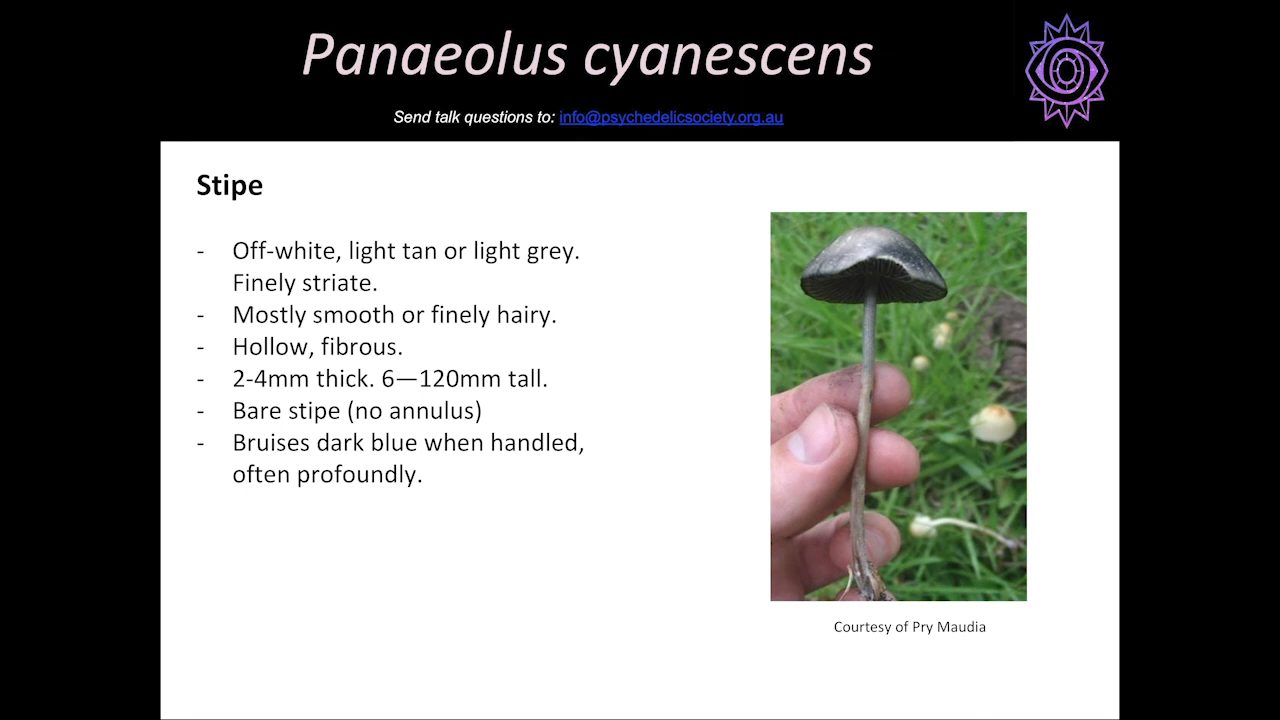 Panaeolus cyanescens
Send talk questions to: info@psychedelicsociety.org.au
Stipe
- Off-white, light tan or light grey.
Finely striate.
- Mostly smooth or finely hairy.
- Hollow, fibrous.
- 2-4mm thick. 6—120mm tall.
- Bare stipe (no annulus)
- Bruises dark blue when handled,
often profoundly.
Courtesy of Pry Maudia